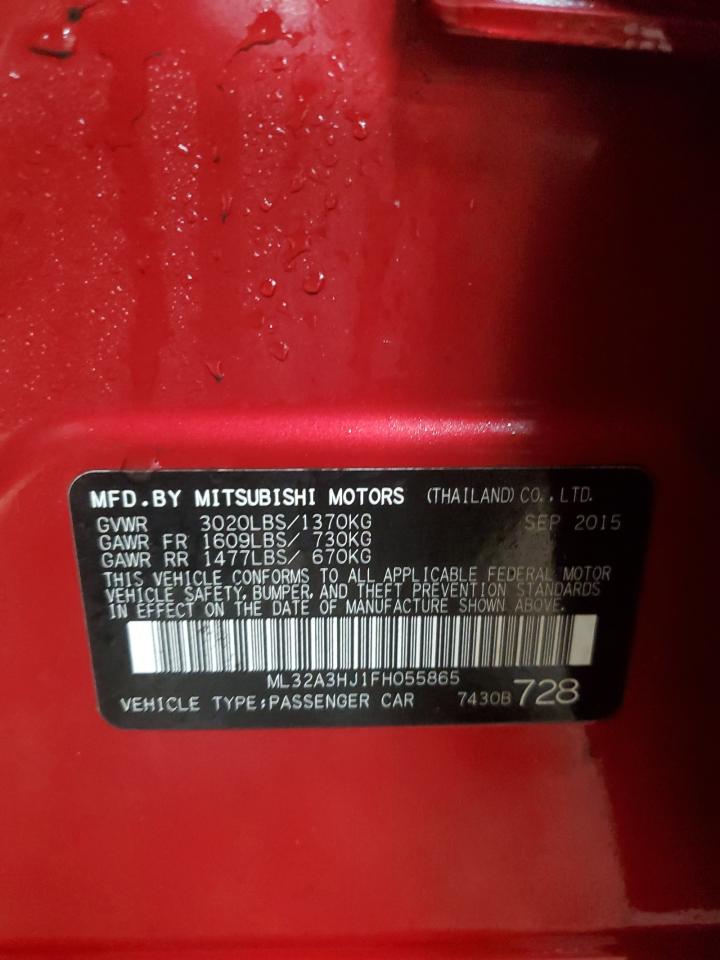 MFD.BY MITSUBISHI MOTORS (THAILAND) CO., LTD.
GVWR 3020LBS/1370KG SEP 2015
GAWR FR 1609LBS/ 730KG
GAWR RR 1477LBS/ 670KG
THIS VEHICLE CONFORMS TO ALL APPLICABLE FEDERAL MOTOR
VEHICLE SAFETY, BUMPER, AND THEFT PREVENTION STANDARDS
IN EFFECT ON THE DATE OF MANUFACTURE SHOWN ABOVE.
ML32A3HJ1FH055865
VEHICLE TYPE:PASSENGER CAR 7430B 728